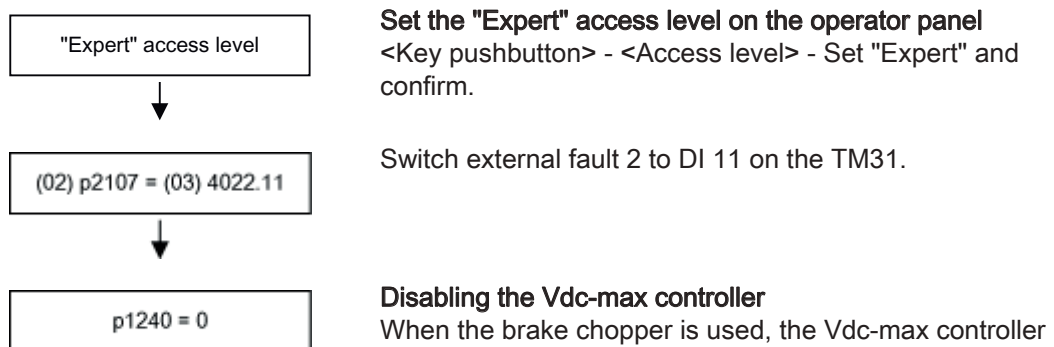 "Expert" access level
Set the "Expert" access level on the operator panel
<Key pushbutton> - <Access level> - Set "Expert" and
confirm.
(02) p2107 = (03) 4022.11
Switch external fault 2 to DI 11 on the TM31.
p1240 = 0
Disabling the Vdc-max controller
When the brake chopper is used, the Vdc-max controller